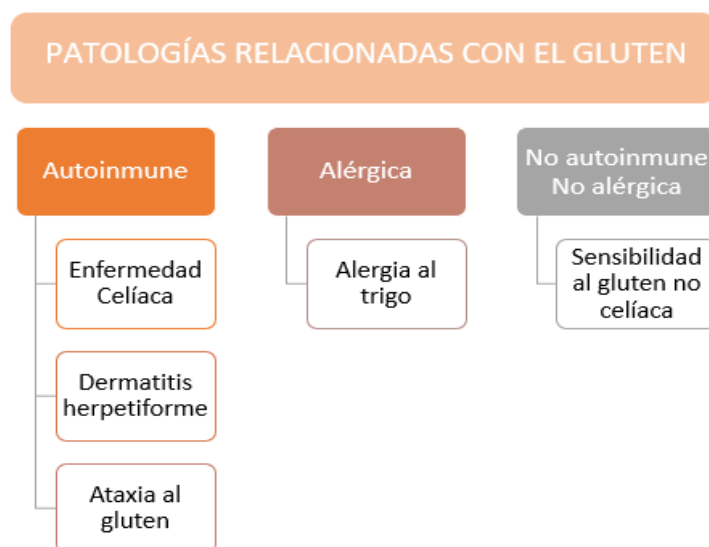 PATOLOGÍAS RELACIONADAS CON EL GLUTEN
Autoinmune
Enfermedad
Celíaca
Dermatitis
herpetiforme
Ataxia al
gluten
Alérgica
Alergia al
trigo
No autoinmune
No alérgica
Sensibilidad
al gluten no
celíaca